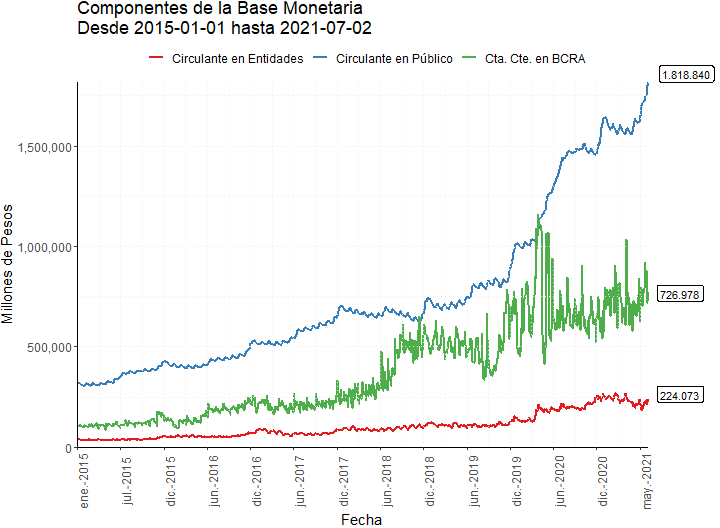 Componentes de la Base Monetaria
Desde 2015-01-01 hasta 2021-07-02
Circulante en Entidades Circulante en Público Cta. Cte. en BCRA
1.818.840
1,500,000
1,000,000
726.978
500,000
224.073
0
Millones de Pesos
ene.-2015 jul.-2015 dic.-2015 jun.-2016 dic.-2016 jun.-2017 dic.-2017 jun.-2018 dic.-2018 jun.-2019 dic.-2019 jun.-2020 dic.-2020 may.-2021
Fecha